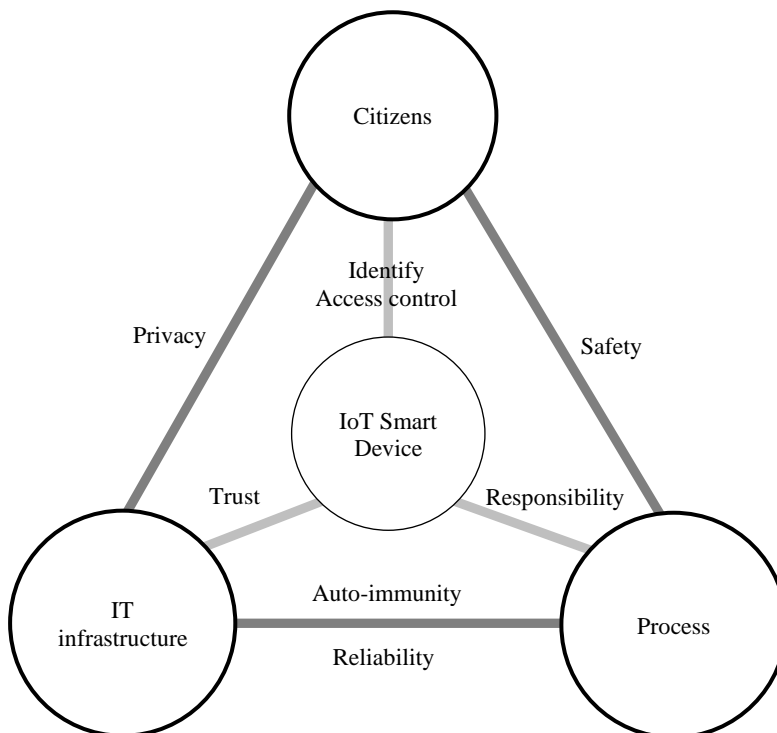 Citizens
Identify
Access control
Privacy
Safety
IoT Smart
Device
Trust
Responsibility
Auto-immunity
IT
infrastructure
Process
Reliability